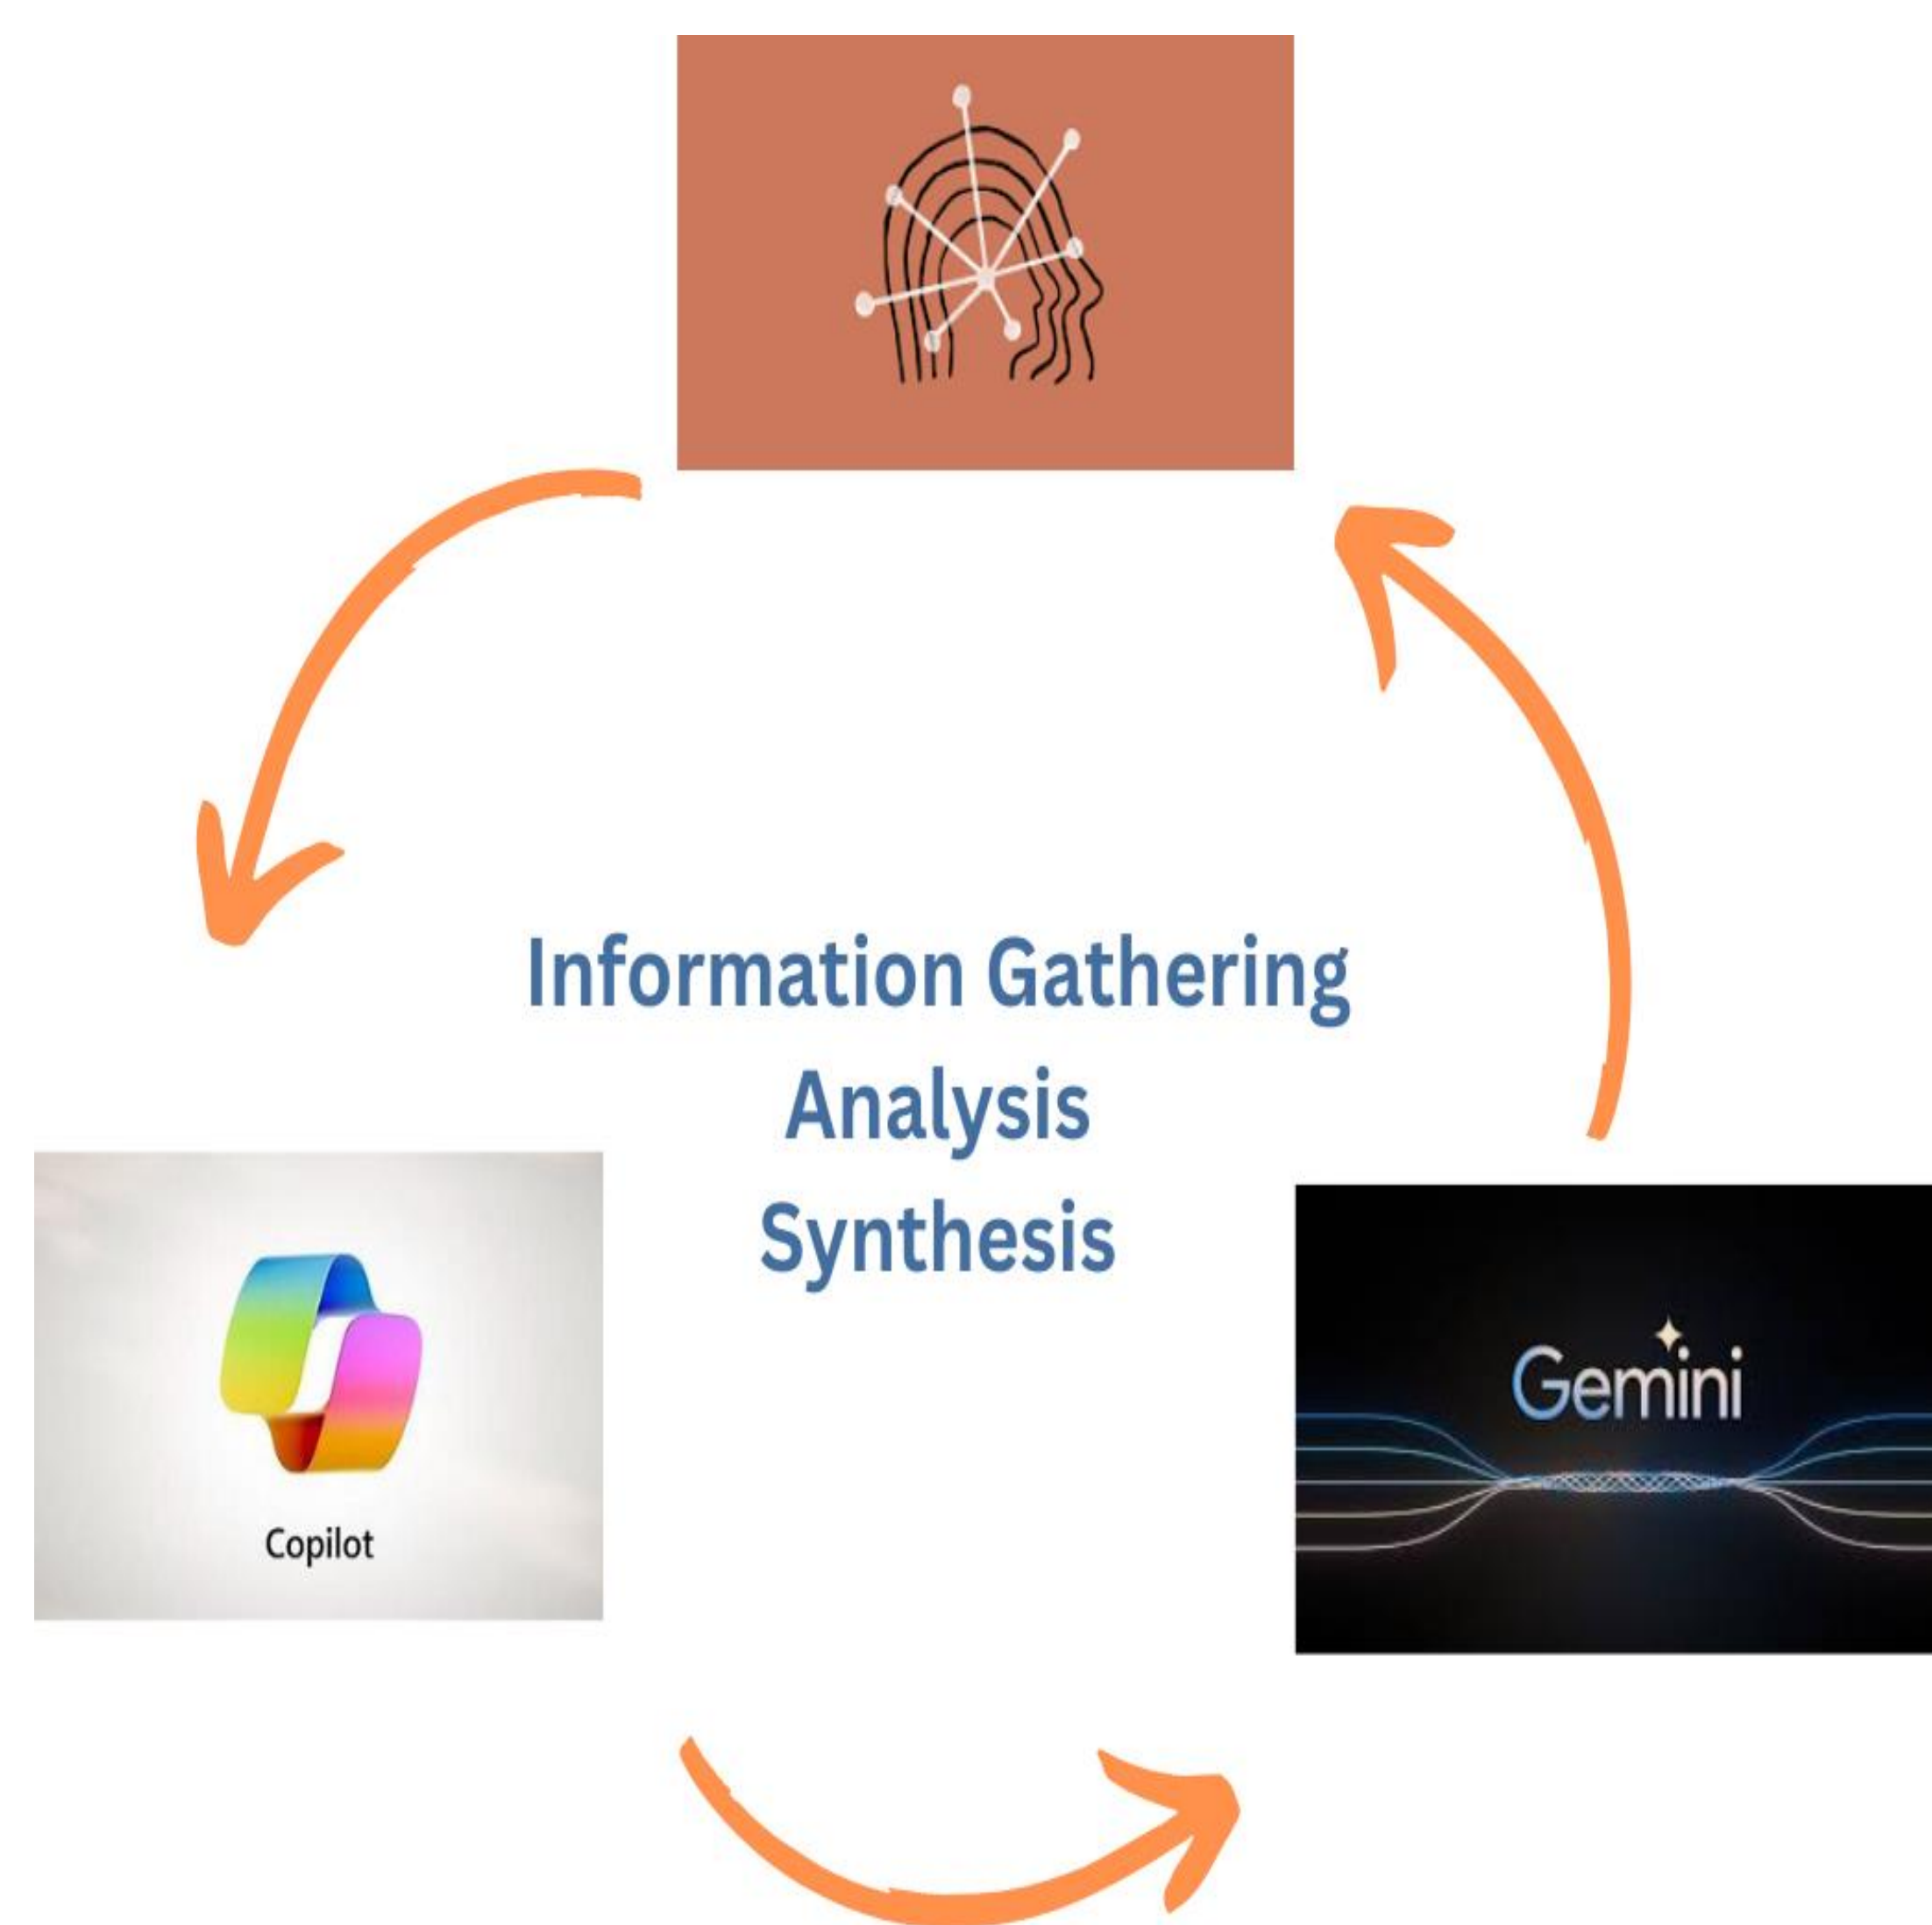 Information Gathering
Analysis
Synthesis
Copilot
Gemini